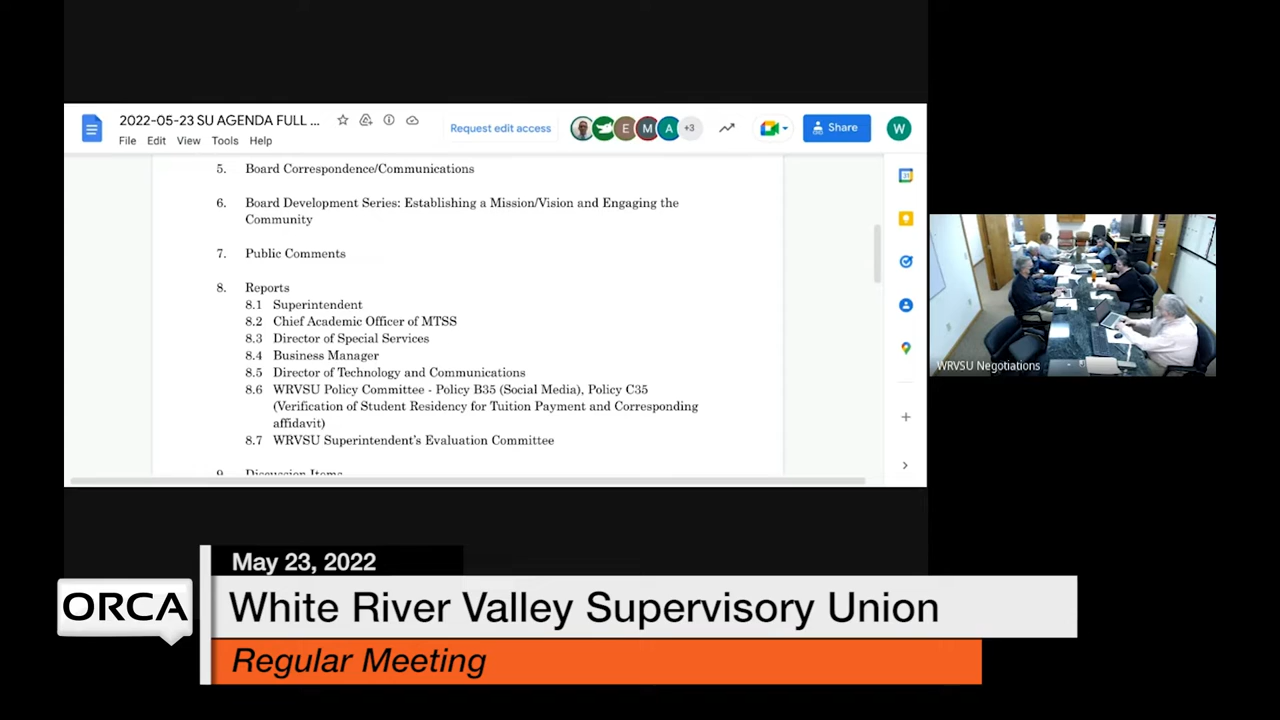 2022-05-23 SU AGENDA FULL ...
File Edit View Tools Help
Request edit access
E M A +3
Share
W
5. Board Correspondence/Communications
6. Board Development Series: Establishing a Mission/Vision and Engaging the
Community
7. Public Comments
8. Reports
8.1 Superintendent
8.2 Chief Academic Officer of MTSS
8.3 Director of Special Services
8.4 Business Manager
8.5 Director of Technology and Communications
8.6 WRVSU Policy Committee - Policy B35 (Social Media), Policy C35
(Verification of Student Residency for Tuition Payment and Corresponding
affidavit)
8.7 WRVSU Superintendent's Evaluation Committee
9. Discussion Items
WRVSU Negotiations
May 23, 2022
ORCA
White River Valley Supervisory Union
Regular Meeting